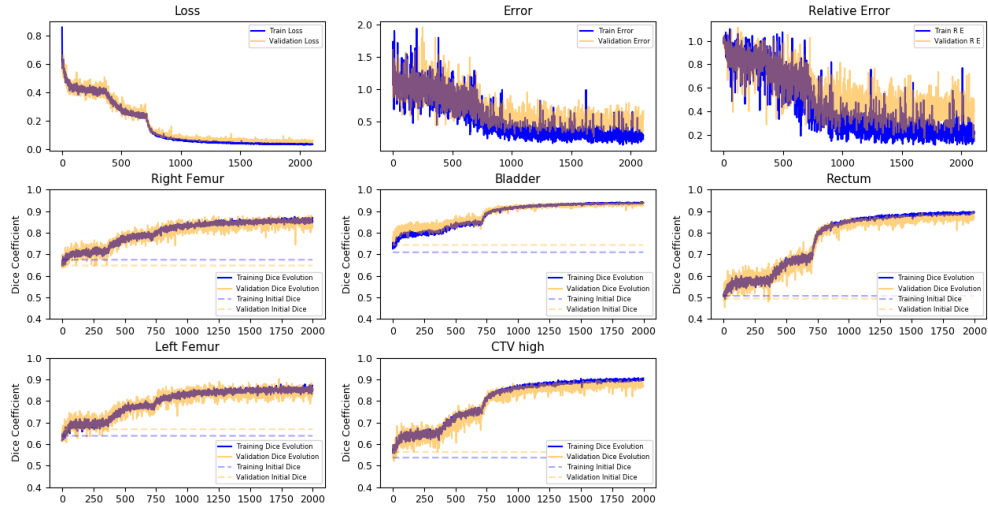 Loss
Error
Relative Error
Train Loss
Validation Loss
Train Error
Validation Error
Train R E
Validation R E
0.8
0.6
0.4
0.2
2.0
1.5
1.0
0.5
1.0
0.8
0.6
0.4
0.2
0 500 1000 1500 2000
0 500 1000 1500 2000
0 500 1000 1500 2000
Right Femur
Bladder
Rectum
Dice Coefficient
1.0
0.9
0.8
0.7
0.6
0.5
0.4
Training Dice Evolution
Validation Dice Evolution
Training Initial Dice
Validation Initial Dice
0 250 500 750 1000 1250 1500 1750 2000
Dice Coefficient
1.0
0.9
0.8
0.7
0.6
0.5
0.4
Training Dice Evolution
Validation Dice Evolution
Training Initial Dice
Validation Initial Dice
0 250 500 750 1000 1250 1500 1750 2000
Dice Coefficient
1.0
0.9
0.8
0.7
0.6
0.5
0.4
Training Dice Evolution
Validation Dice Evolution
Training Initial Dice
Validation Initial Dice
0 250 500 750 1000 1250 1500 1750 2000
Left Femur
CTV high
Dice Coefficient
1.0
0.9
0.8
0.7
0.6
0.5
0.4
Training Dice Evolution
Validation Dice Evolution
Training Initial Dice
Validation Initial Dice
0 250 500 750 1000 1250 1500 1750 2000
Dice Coefficient
1.0
0.9
0.8
0.7
0.6
0.5
0.4
Training Dice Evolution
Validation Dice Evolution
Training Initial Dice
Validation Initial Dice
0 250 500 750 1000 1250 1500 1750 2000